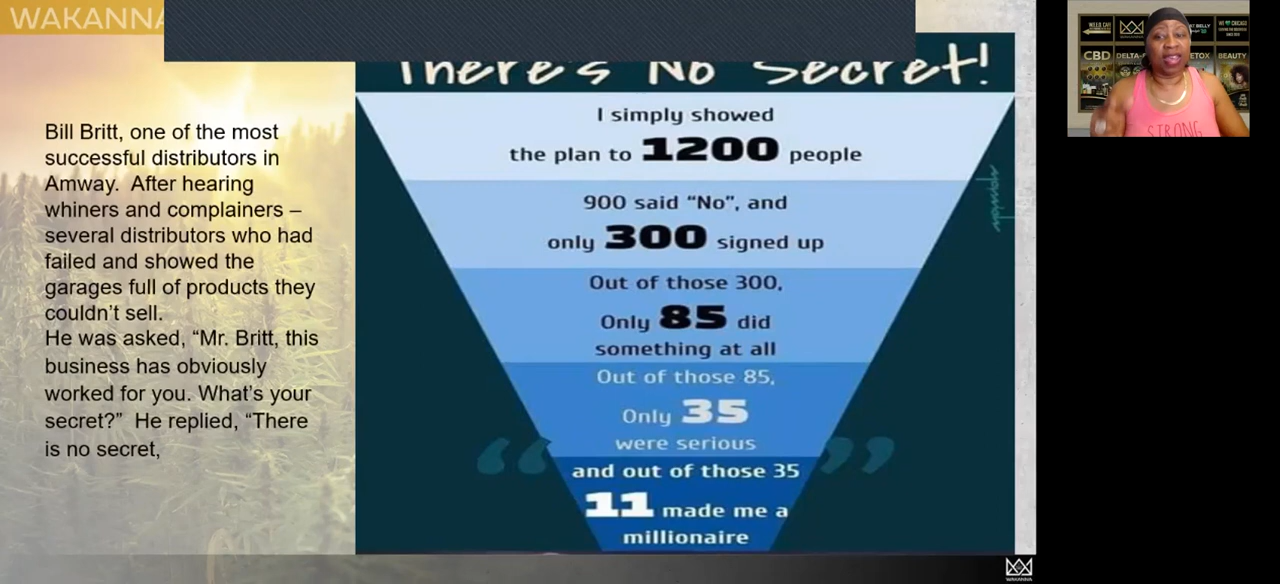 WAKANNA
There's No Secret!
Bill Britt, one of the most
successful distributors in
Amway.  After hearing
whiners and complainers –
several distributors who had
failed and showed the
garages full of products they
couldn't sell.
He was asked, “Mr. Britt, this
business has obviously
worked for you. What's your
secret?”  He replied, “There
is no secret,
I simply showed
the plan to 1200 people
900 said “No”, and
only 300 signed up
Out of those 300,
Only 85 did
something at all
Out of those 85,
Only 35
were serious
and out of those 35
11 made me a
millionaire
WAKANNA
CBD
DELTA-
ETOX
BEAUTY
STRONG